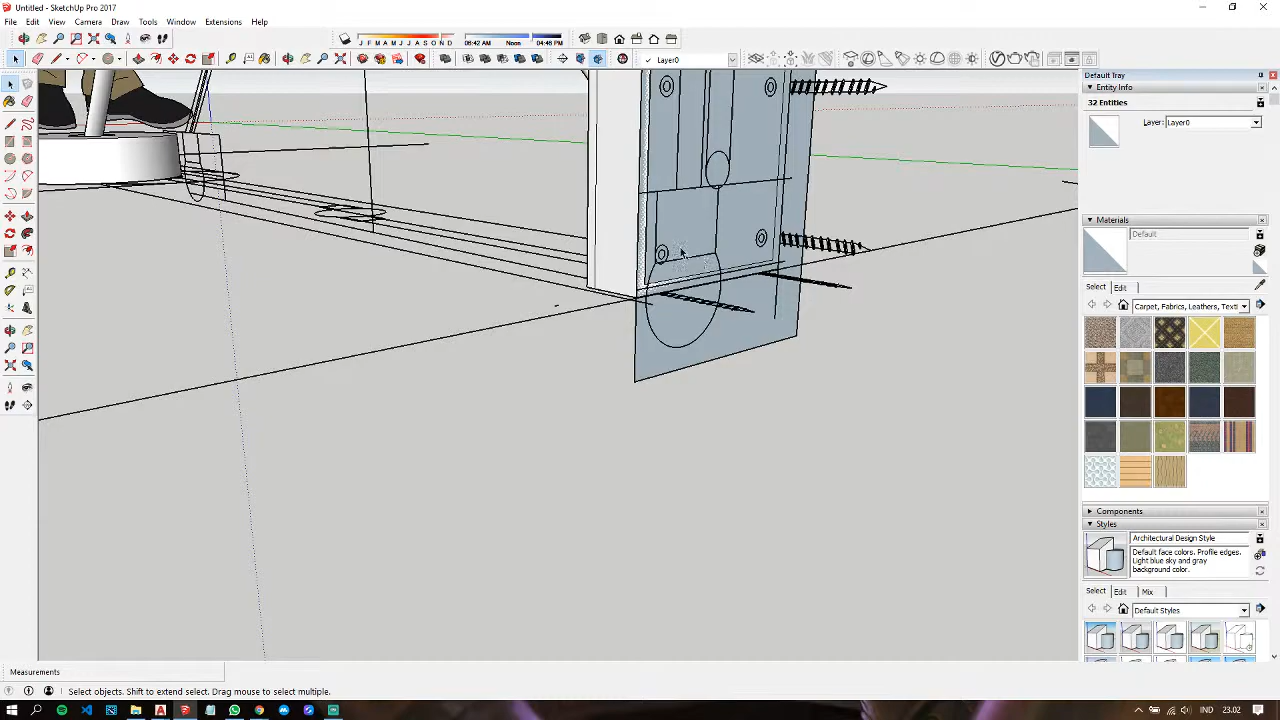 Untitled - SketchUp Pro 2017
File Edit View Camera Draw Tools Window Extensions Help
J F M A M J J A S O N D
06:42 AM Noon 04:46 PM
Layer0
Default Tray
Entity Info
32 Entities
Layer: Layer0
Materials
Default
Select Edit
Carpet, Fabrics, Leathers, Texti
Components
Styles
Architectural Design Style
Default face colors. Profile edges. Light blue sky and gray background color.
Select Edit Mix
Default Styles
Measurements
Select objects. Shift to extend select. Drag mouse to select multiple.
IND 23.02